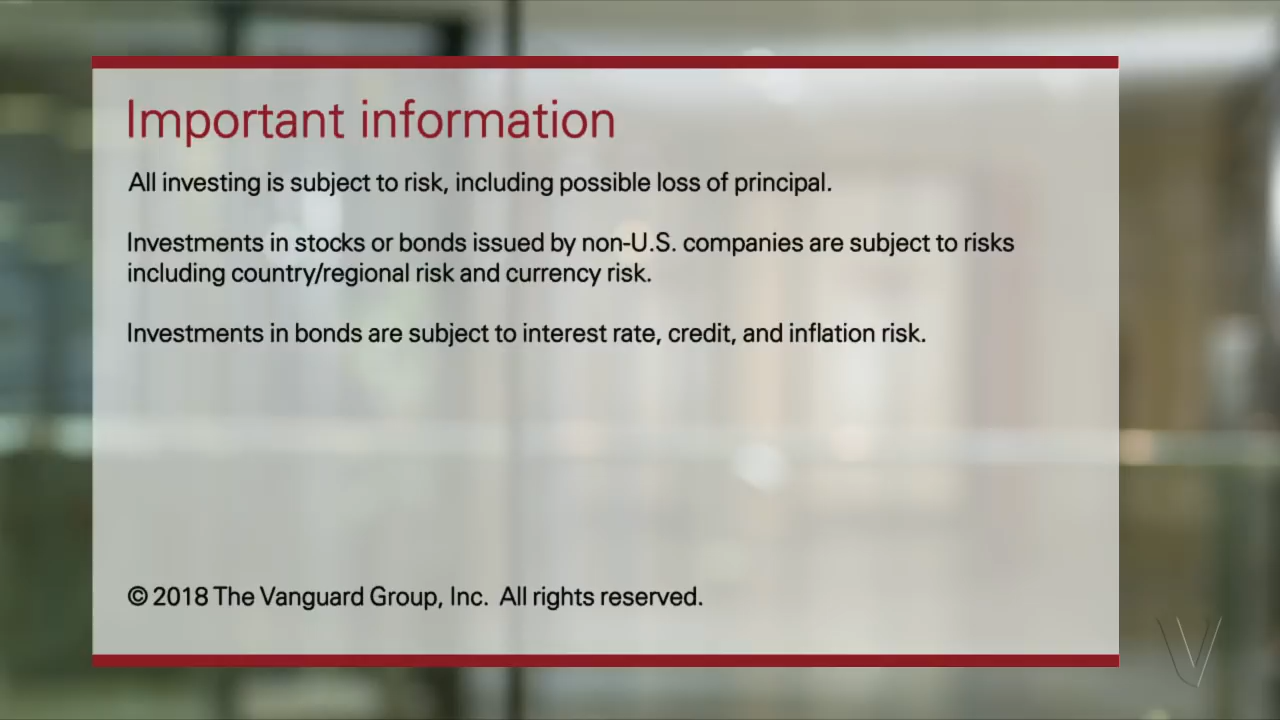 Important information
All investing is subject to risk, including possible loss of principal.
Investments in stocks or bonds issued by non-U.S. companies are subject to risks
including country/regional risk and currency risk.
Investments in bonds are subject to interest rate, credit, and inflation risk.
© 2018 The Vanguard Group, Inc.  All rights reserved.
V